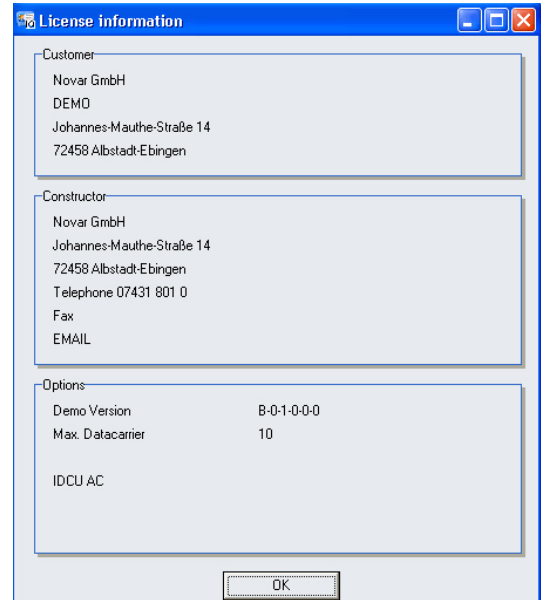 License information
Customer
Novar GmbH
DEMO
Johannes-Mauthe-Straße 14
72458 Albstadt-Ebingen
Constructor
Novar GmbH
Johannes-Mauthe-Straße 14
72458 Albstadt-Ebingen
Telephone 07431 801 0
Fax
EMAIL
Options
Demo Version B-0-1-0-0-0
Max. Datacarrier 10
IDCU AC
OK